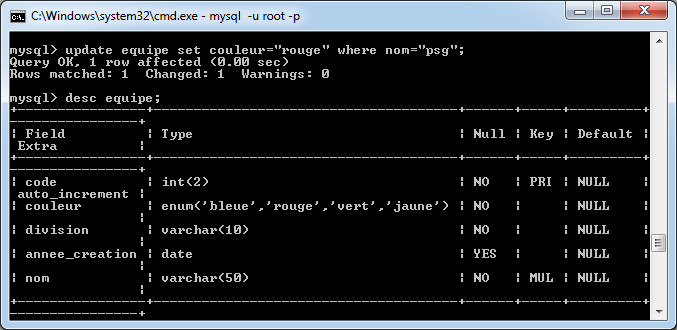 C:\Windows\system32\cmd.exe - mysql  -u root -p
mysql> update equipe set couleur="rouge" where nom="psg";
Query OK, 1 row affected (0.00 sec)
Rows matched: 1  Changed: 1  Warnings: 0
mysql> desc equipe;
+----------------+--------------------------------------+------+-----+---------+
-----------------+
| Field          | Type                                 | Null | Key | Default |
 Extra          |
+----------------+--------------------------------------+------+-----+---------+
-----------------+
| code           | int(2)                               | NO   | PRI | NULL    |
 auto_increment |
| couleur        | enum('bleue','rouge','vert','jaune') | NO   |     | NULL    |
                |
| division       | varchar(10)                          | NO   |     | NULL    |
                |
| annee_creation | date                                 | YES  |     | NULL    |
                |
| nom            | varchar(50)                          | NO   | MUL | NULL    |
                |
+----------------+--------------------------------------+------+-----+---------+
-----------------+